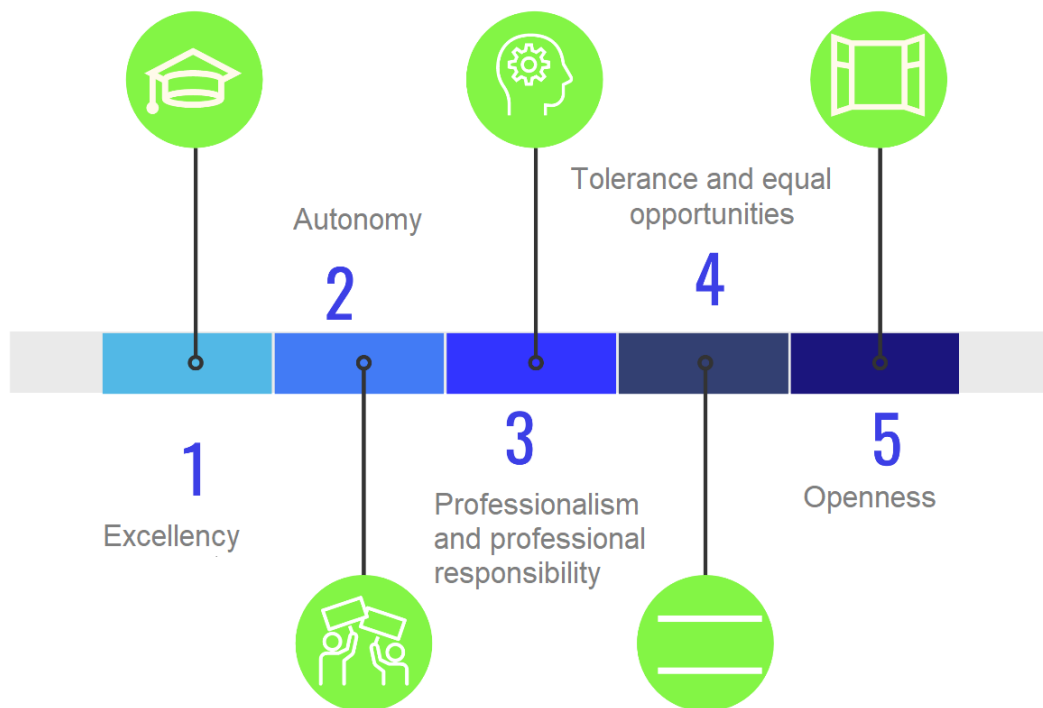 1
Excellency
Autonomy
2
3
Professionalism
and professional
responsibility
Tolerance and equal
opportunities
4
5
Openness